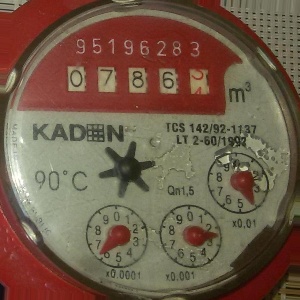 95196283
0786
m³
KADEN
TCS 142/92-1137
LT 2-60/1992
90°C
Qn1,5
x0.01
x0.0001
x0.001